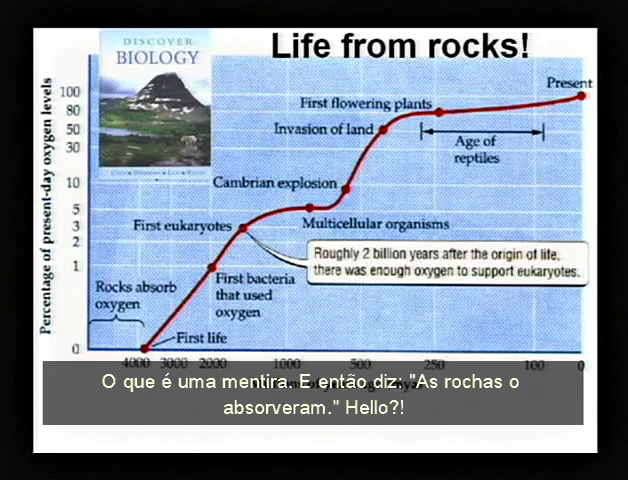 Life from rocks!
DISCOVER
BIOLOGY
Percentage of present-day oxygen levels
100
80
50
30
10
5
3
2
1
0
Present
First flowering plants
Invasion of land
Age of
reptiles
Cambrian explosion
First eukaryotes
Multicellular organisms
Roughly 2 billion years after the origin of life,
there was enough oxygen to support eukaryotes.
Rocks absorb
oxygen
First bacteria
that used
oxygen
First life
4000 3000 2000 1000 500 250 100 0
O que é uma mentira. E então diz: "As rochas o
absorveram." Hello?!